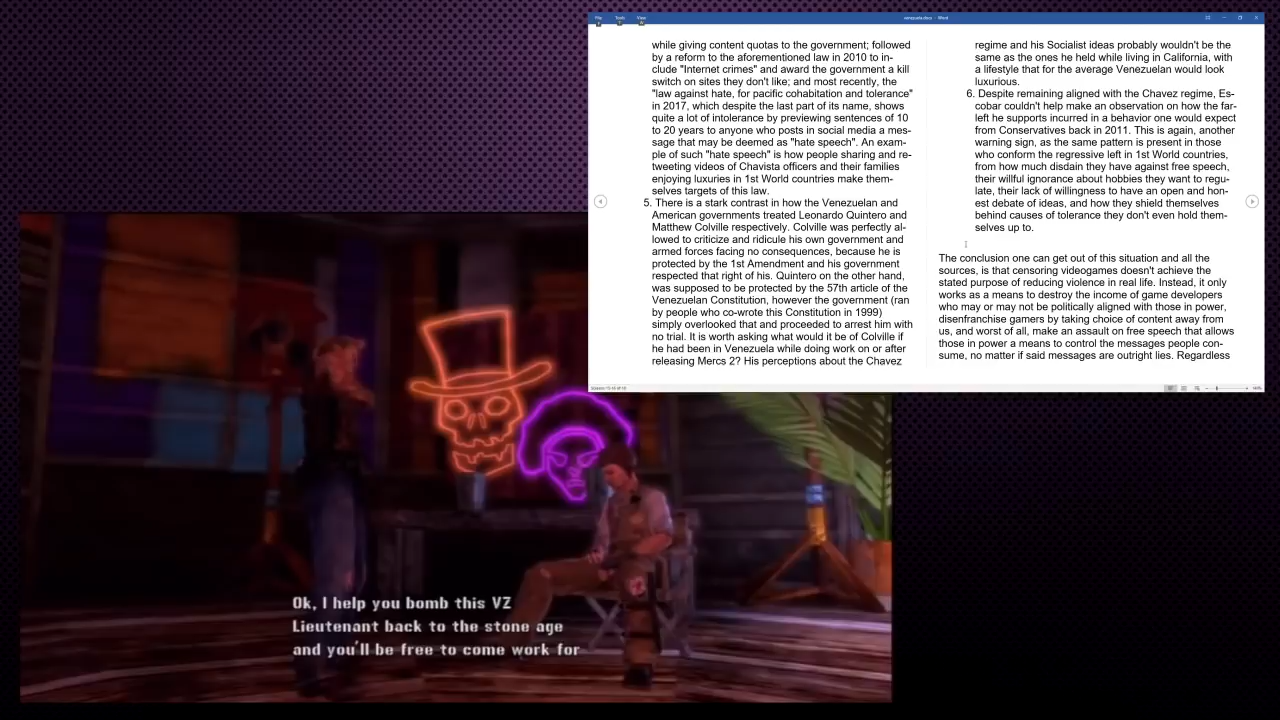 File Tools View
venezuela.docx - Word
while giving content quotas to the government; followed
by a reform to the aforementioned law in 2010 to in-
clude "Internet crimes" and award the government a kill
switch on sites they don't like; and most recently, the
"law against hate, for pacific cohabitation and tolerance"
in 2017, which despite the last part of its name, shows
quite a lot of intolerance by previewing sentences of 10
to 20 years to anyone who posts in social media a mes-
sage that may be deemed as "hate speech". An exam-
ple of such "hate speech" is how people sharing and re-
tweeting videos of Chavista officers and their families
enjoying luxuries in 1st World countries make them-
selves targets of this law.
5. There is a stark contrast in how the Venezuelan and
American governments treated Leonardo Quintero and
Matthew Colville respectively. Colville was perfectly al-
lowed to criticize and ridicule his own government and
armed forces facing no consequences, because he is
protected by the 1st Amendment and his government
respected that right of his. Quintero on the other hand,
was supposed to be protected by the 57th article of the
Venezuelan Constitution, however the government (ran
by people who co-wrote this Constitution in 1999)
simply overlooked that and proceeded to arrest him with
no trial. It is worth asking what would it be of Colville if
he had been in Venezuela while doing work on or after
releasing Mercs 2? His perceptions about the Chavez
regime and his Socialist ideas probably wouldn't be the
same as the ones he held while living in California, with
a lifestyle that for the average Venezuelan would look
luxurious.
6. Despite remaining aligned with the Chavez regime, Es-
cobar couldn't help make an observation on how the far-
left he supports incurred in a behavior one would expect
from Conservatives back in 2011. This is again, another
warning sign, as the same pattern is present in those
who conform the regressive left in 1st World countries,
from how much disdain they have against free speech,
their willful ignorance about hobbies they want to regu-
late, their lack of willingness to have an open and hon-
est debate of ideas, and how they shield themselves
behind causes of tolerance they don't even hold them-
selves up to.
The conclusion one can get out of this situation and all the
sources, is that censoring videogames doesn't achieve the
stated purpose of reducing violence in real life. Instead, it only
works as a means to destroy the income of game developers
who may or may not be politically aligned with those in power,
disenfranchise gamers by taking choice of content away from
us, and worst of all, make an assault on free speech that allows
those in power a means to control the messages people con-
sume, no matter if said messages are outright lies. Regardless
Ok, I help you bomb this VZ
Lieutenant back to the stone age
and you'll be free to come work for